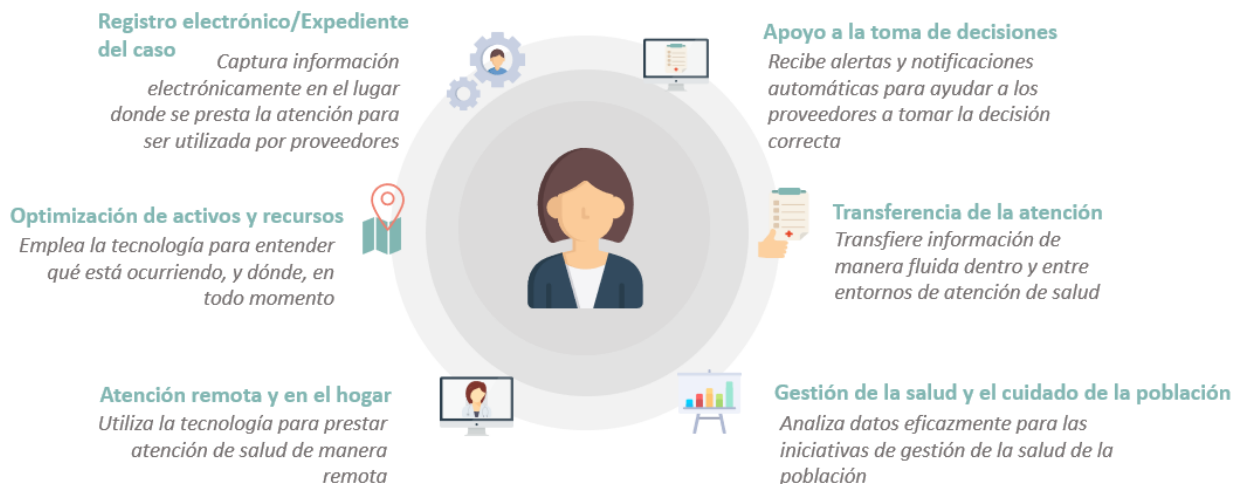 Registro electrónico/Expediente
del caso
Captura información
electrónicamente en el lugar
donde se presta la atención para
ser utilizada por proveedores
Apoyo a la toma de decisiones
Recibe alertas y notificaciones
automáticas para ayudar a los
proveedores a tomar la decisión
correcta
Optimización de activos y recursos
Emplea la tecnología para entender
qué está ocurriendo, y dónde, en
todo momento
Transferencia de la atención
Transfiere información de
manera fluida dentro y entre
entornos de atención de salud
Atención remota y en el hogar
Utiliza la tecnología para prestar
atención de salud de manera
remota
Gestión de la salud y el cuidado de la población
Analiza datos eficazmente para las
iniciativas de gestión de la salud de la
población